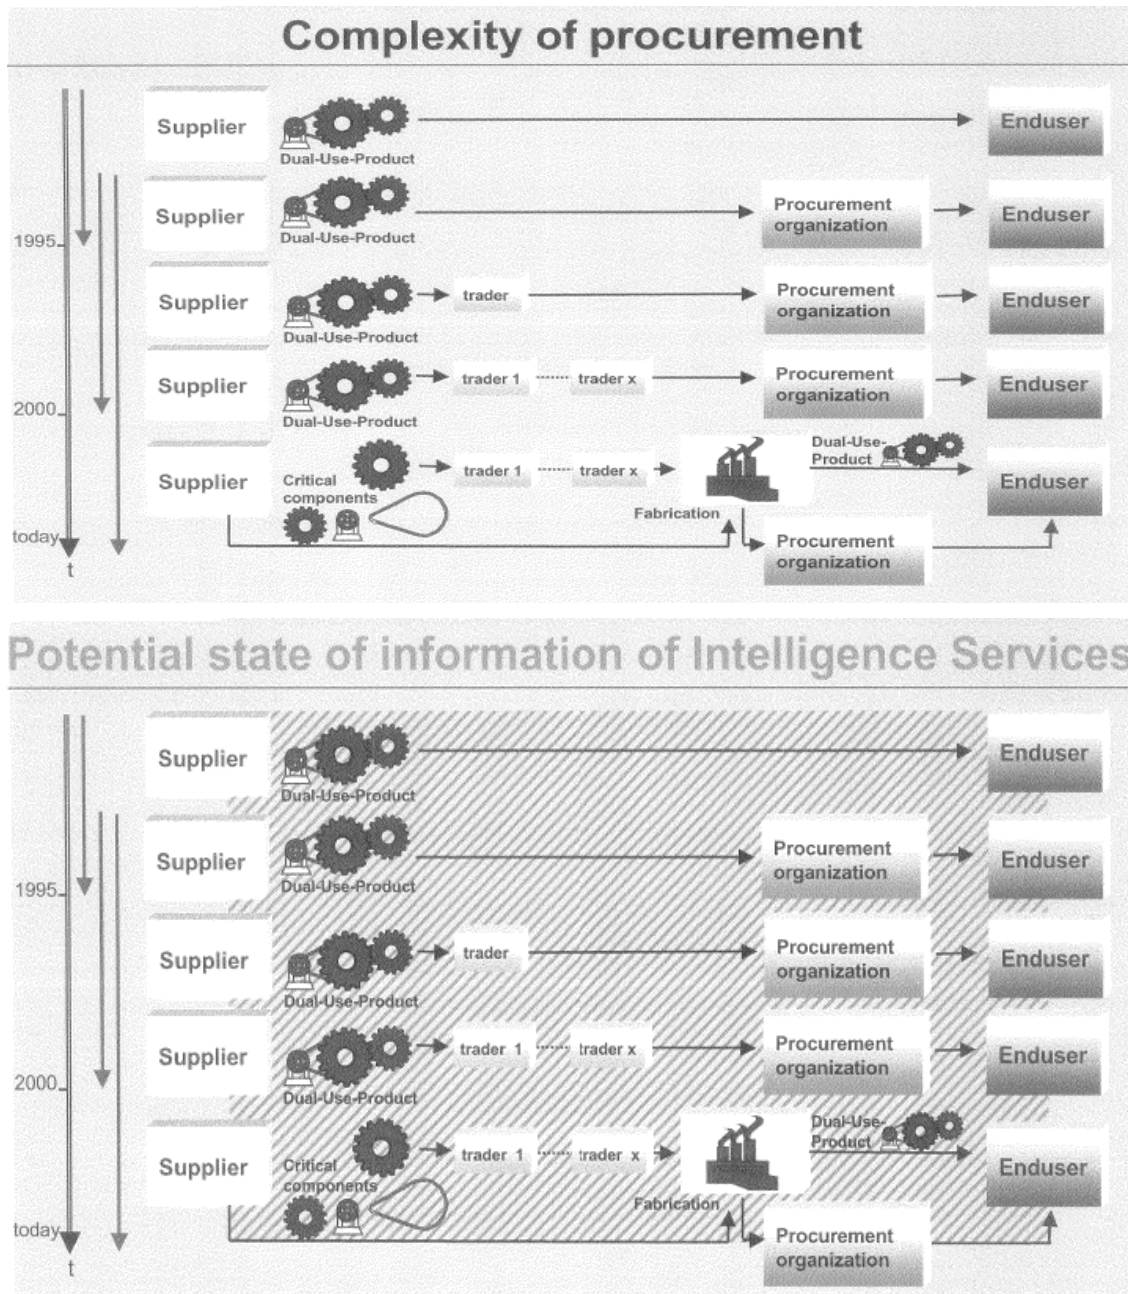 Complexity of procurement
Supplier
Dual-Use-Product
Enduser
Supplier
Dual-Use-Product
Procurement
organization
Enduser
1995
Supplier
Dual-Use-Product
trader
Procurement
organization
Enduser
Supplier
Dual-Use-Product
trader 1
trader x
Procurement
organization
Enduser
2000
Supplier
Critical
components
trader 1
trader x
Fabrication
Dual-Use-
Product
Enduser
Procurement
organization
today
t
Potential state of information of Intelligence Services
Supplier
Dual-Use-Product
Enduser
Supplier
Dual-Use-Product
Procurement
organization
Enduser
1995
Supplier
Dual-Use-Product
trader
Procurement
organization
Enduser
Supplier
Dual-Use-Product
trader 1
trader x
Procurement
organization
Enduser
2000
Supplier
Critical
components
trader 1
trader x
Fabrication
Dual-Use-
Product
Enduser
Procurement
organization
today
t